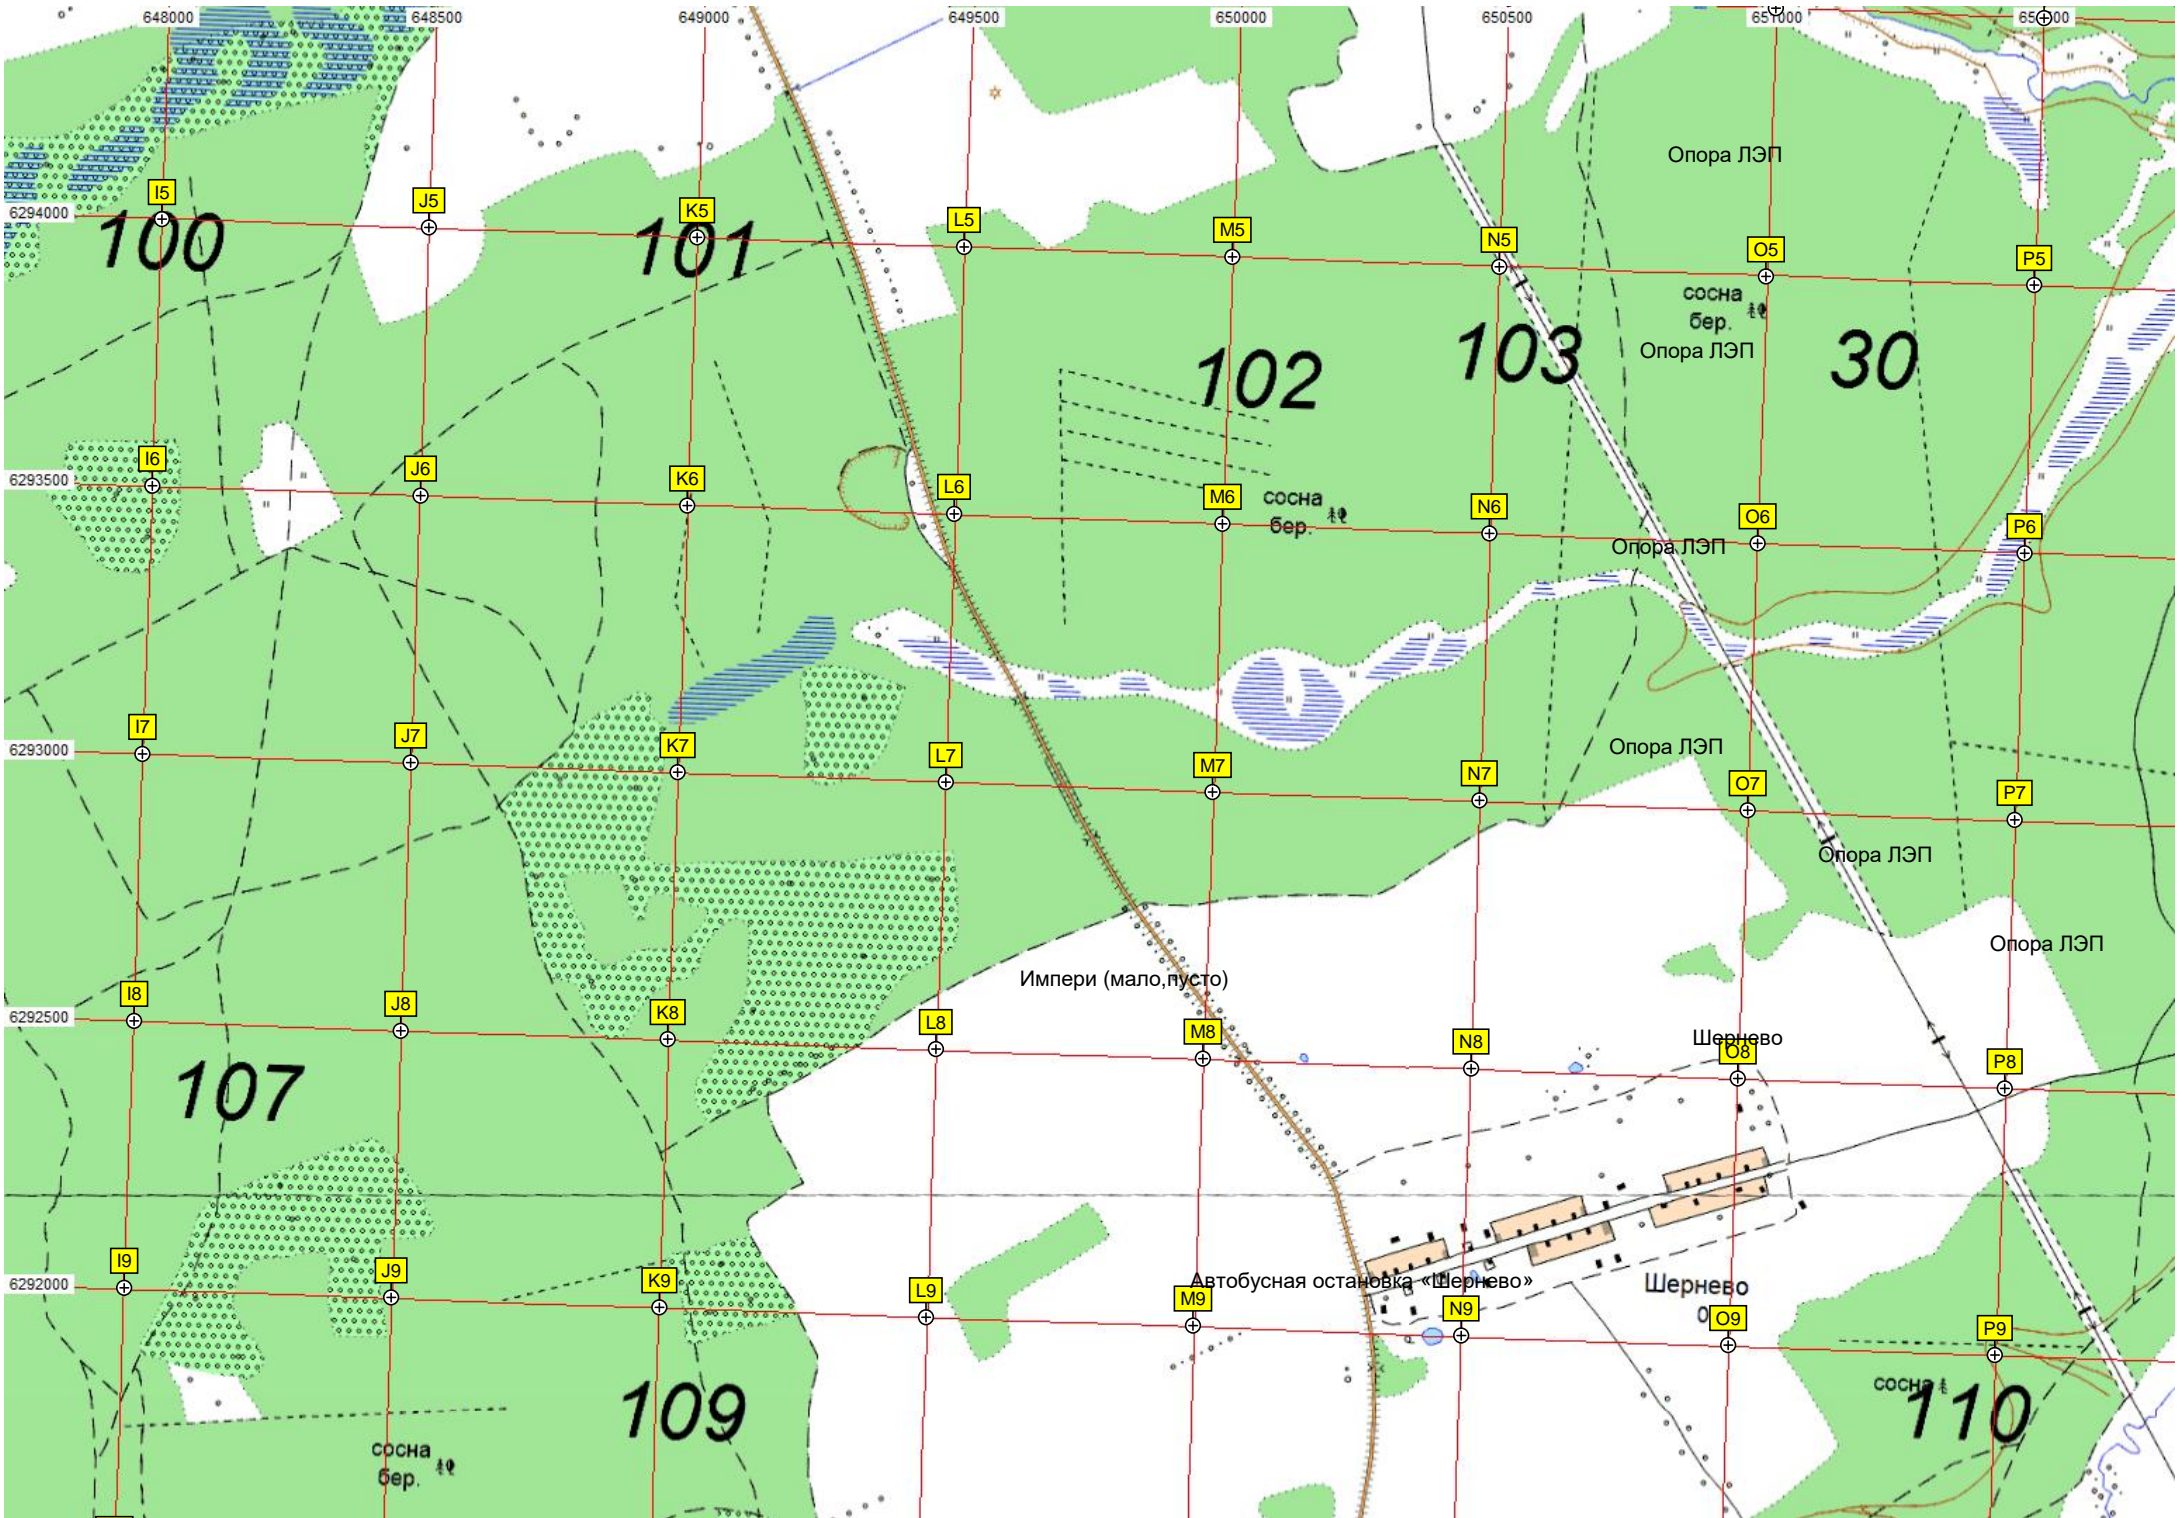 648000 648500 649000 649500 650000 650500 651000
Опора ЛЭП
I5 J5 K5 L5 M5 N5 O5 P5
6294000
100 101
сосна
бер.
102 103 30
Опора ЛЭП
I6 J6 K6 L6 M6 N6 O6 P6
6293500
сосна
бер.
Опора ЛЭП
I7 J7 K7 L7 M7 N7 O7 P7
6293000
Опора ЛЭП
Опора ЛЭП
Опора ЛЭП
Импери (мало,пусто)
I8 J8 K8 L8 M8 N8 O8 P8
6292500
Шернево
107
I9 J9 K9 L9 M9 N9 O9 P9
6292000
Автобусная остановка «Шернево»
Шернево
109
сосна
110
сосна
бер.